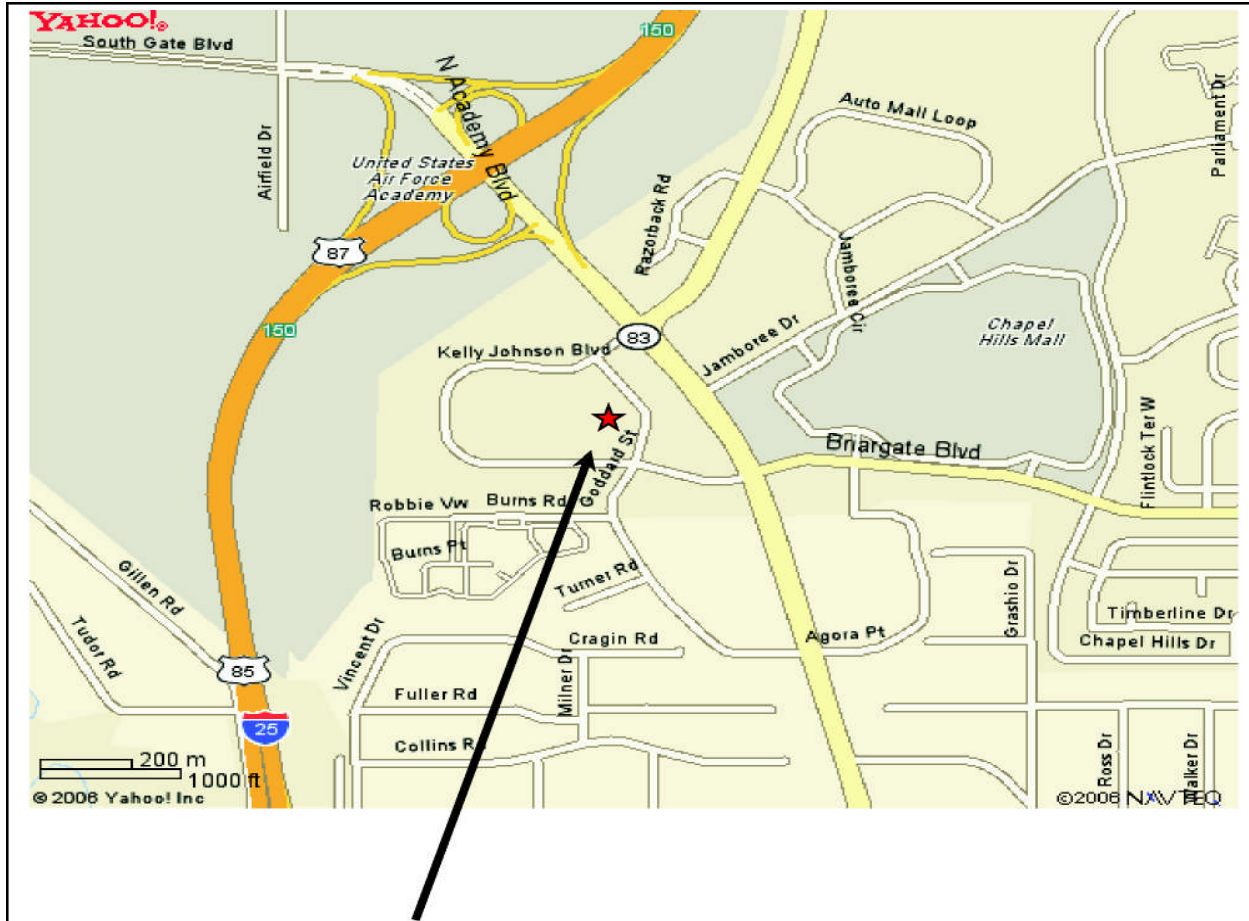 YAHOO!®
South Gate Blvd
150
N Academy Blvd
Auto Mall Loop
Parliament Dr
Airfield Dr
United States
Air Force
Academy
87
Razorback Rd
Jamboree Cir
150
83
Chapel
Hills Mall
Kelly Johnson Blvd
Jamboree Dr
Goddard St
Briargate Blvd
Flintlock Ter W
Robbie Vw
Burns Rd
Burns Pt
Gillen Rd
Turner Rd
Grashio Dr
Timberline Dr
Tudor Rd
Vincent Dr
Cragin Rd
Agora Pt
Chapel Hills Dr
85
Milner Dr
Fuller Rd
25
Collins Rd
Ross Dr
Walker Dr
200 m
1000 ft
©2006 Yahoo! Inc
©2006 NAVTEQ